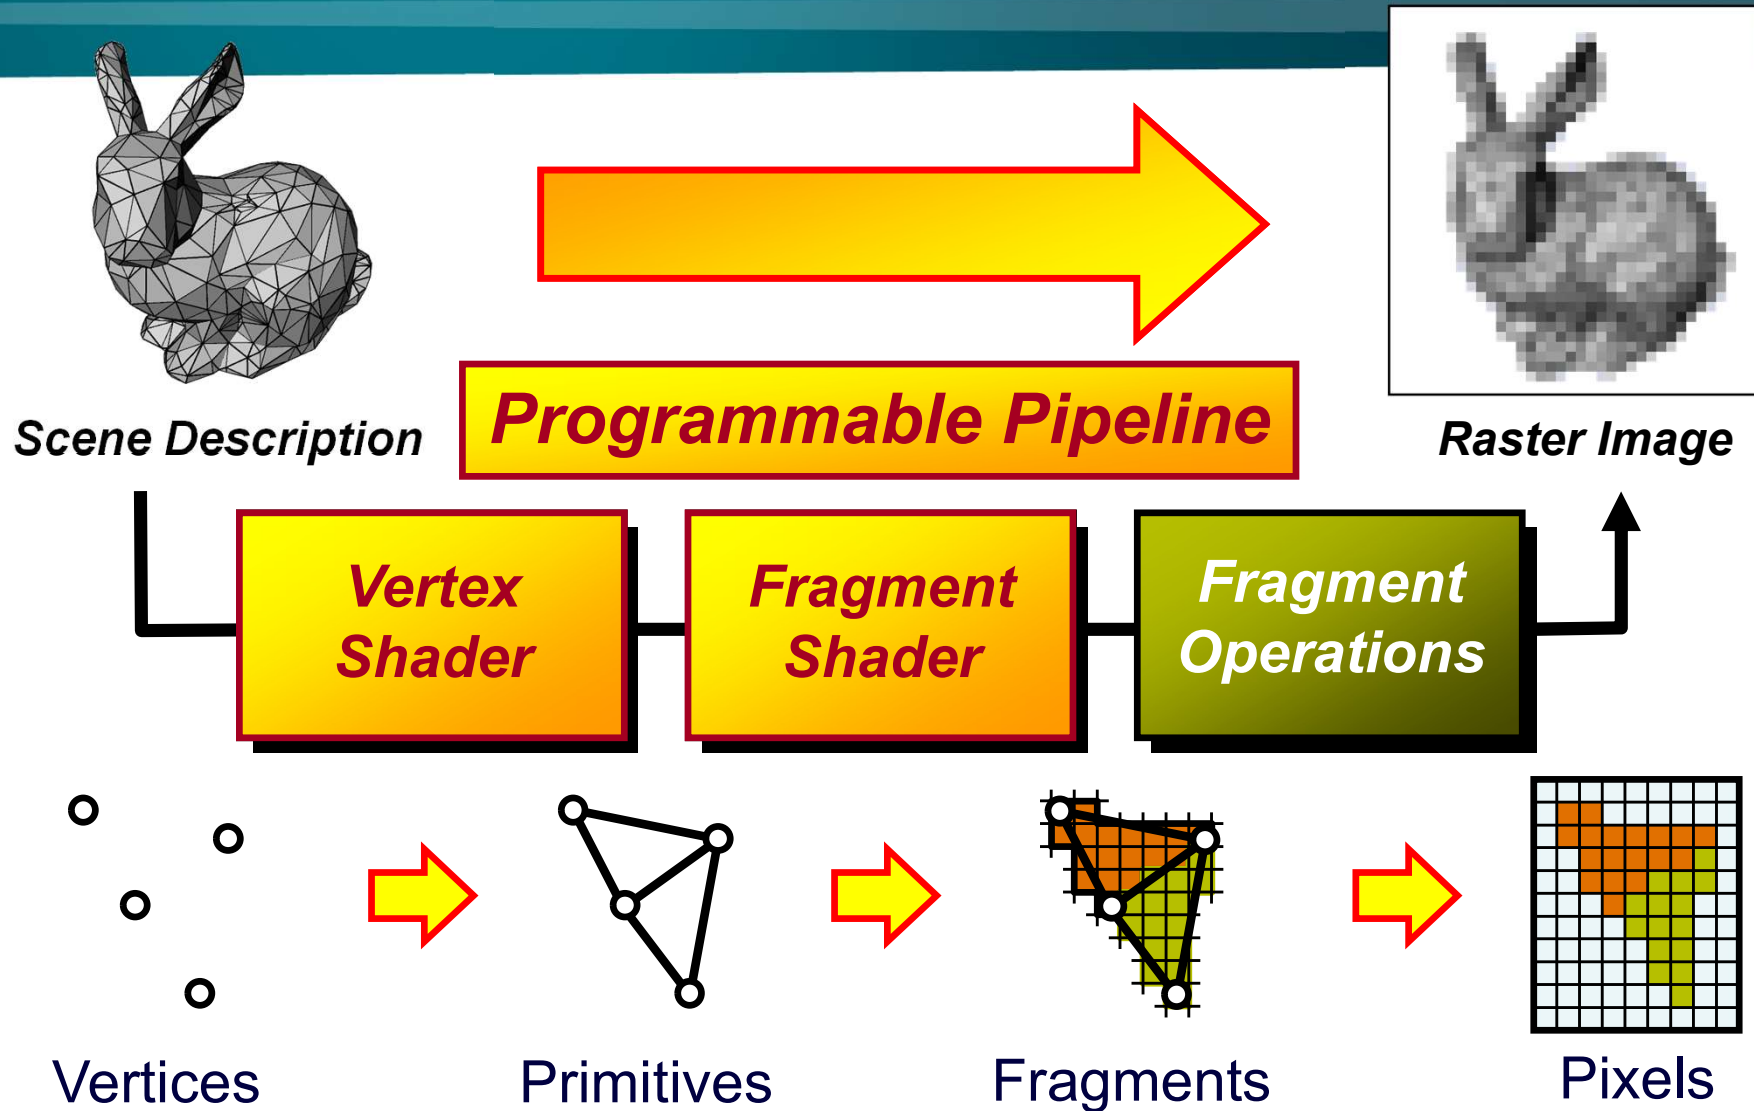 Programmable Pipeline
Scene Description
Raster Image
Vertex
Shader
Fragment
Shader
Fragment
Operations
Vertices
Primitives
Fragments
Pixels